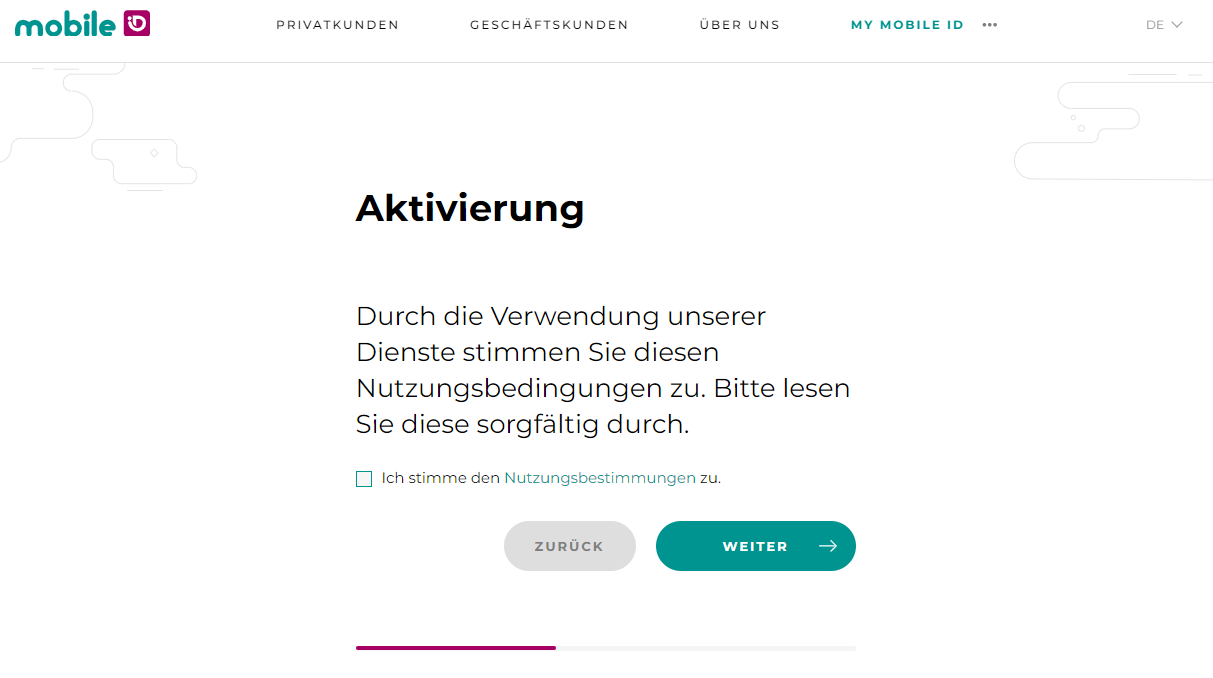 mobile iD
PRIVATKUNDEN
GESCHÄFTSKUNDEN
ÜBER UNS
MY MOBILE ID
DE
Aktivierung
Durch die Verwendung unserer
Dienste stimmen Sie diesen
Nutzungsbedingungen zu. Bitte lesen
Sie diese sorgfältig durch.
Ich stimme den Nutzungsbestimmungen zu.
ZURÜCK
WEITER